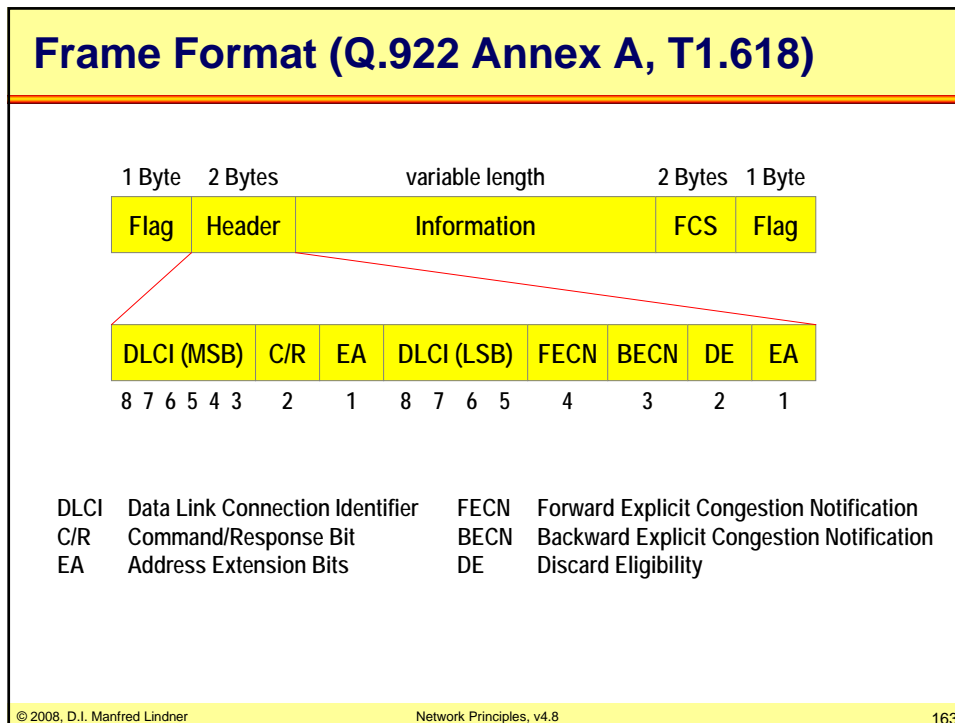 Frame Format (Q.922 Annex A, T1.618)
1 Byte 2 Bytes variable length 2 Bytes 1 Byte
Flag Header Information FCS Flag
DLCI (MSB) C/R EA DLCI (LSB) FECN BECN DE EA
8 7 6 5 4 3 2 1 8 7 6 5 4 3 2 1
DLCI Data Link Connection Identifier FECN Forward Explicit Congestion Notification
C/R Command/Response Bit BECN Backward Explicit Congestion Notification
EA Address Extension Bits DE Discard Eligibility
© 2008, D.I. Manfred Lindner Network Principles, v4.8 163